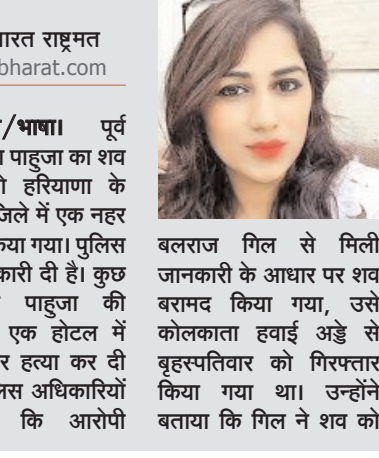 भारत राष्ट्रमत
bharat.com
/भाषा। पूर्व
पाहुजा का शव
हरियाणा के
जिले में एक नहर
किया गया। पुलिस
दी है। कुछ
पाहुजा की
एक होटल में
हत्या कर दी
अधिकारियों
कि आरोपी
बलराज गिल से मिली
जानकारी के आधार पर शव
बरामद किया गया, उसे
कोलकाता हवाई अड्डे से
बृहस्पतिवार को गिरफ्तार
किया गया था। उन्होंने
बताया कि गिल ने शव को